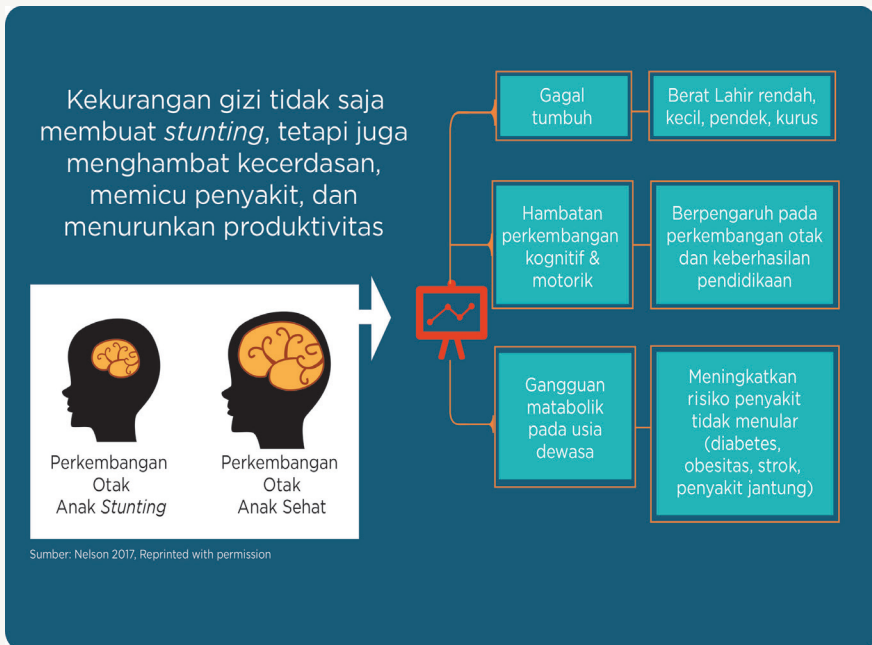 Kekurangan gizi tidak saja
membuat stunting, tetapi juga
menghambat kecerdasan,
memicu penyakit, dan
menurunkan produktivitas
Perkembangan
Otak
Anak Stunting
Perkembangan
Otak
Anak Sehat
Sumber: Nelson 2017, Reprinted with permission
Gagal
tumbuh
Berat Lahir rendah,
kecil, pendek, kurus
Hambatan
perkembangan
kognitif &
motorik
Berpengaruh pada
perkembangan otak
dan keberhasilan
pendidikaan
Gangguan
matabolik
pada usia
dewasa
Meningkatkan
risiko penyakit
tidak menular
(diabetes,
obesitas, strok,
penyakit jantung)